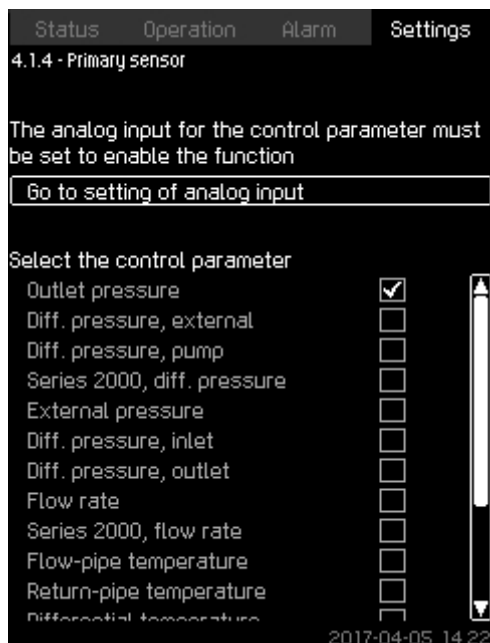 Status Operation Alarm Settings
4.1.4 - Primary sensor
The analog input for the control parameter must
be set to enable the function
Go to setting of analog input
Select the control parameter
Outlet pressure
Diff. pressure, external
Diff. pressure, pump
Series 2000, diff. pressure
External pressure
Diff. pressure, inlet
Diff. pressure, outlet
Flow rate
Series 2000, flow rate
Flow-pipe temperature
Return-pipe temperature
Differential temperature
2017-04-05 14:22